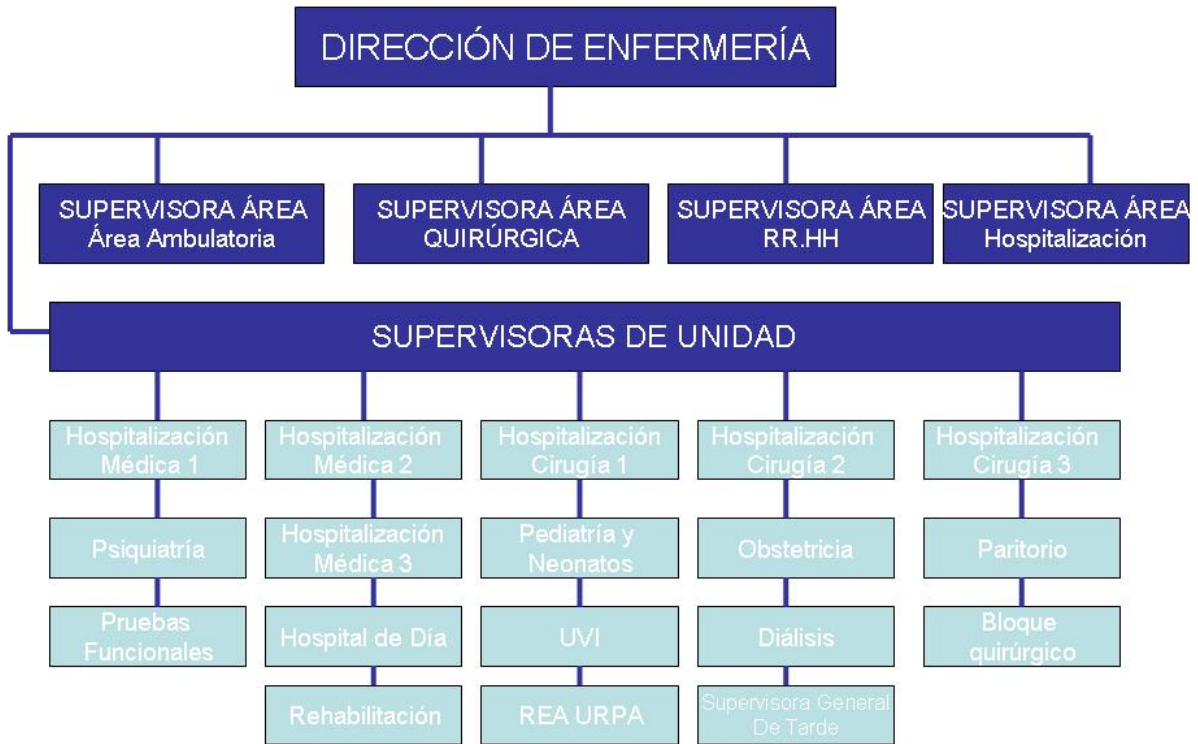 DIRECCIÓN DE ENFERMERÍA
SUPERVISORA ÁREA
Área Ambulatoria
SUPERVISORA ÁREA
QUIRÚRGICA
SUPERVISORA ÁREA
RR.HH
SUPERVISORA ÁREA
Hospitalización
SUPERVISORAS DE UNIDAD
Hospitalización
Médica 1
Hospitalización
Médica 2
Hospitalización
Cirugía 1
Hospitalización
Cirugía 2
Hospitalización
Cirugía 3
Psiquiatría
Hospitalización
Médica 3
Pediatría y
Neonatos
Obstetricia
Paritorio
Pruebas
Funcionales
Hospital de Día
UVI
Diálisis
Bloque
quirúrgico
Rehabilitación
REA URPA
Supervisora General
De Tarde